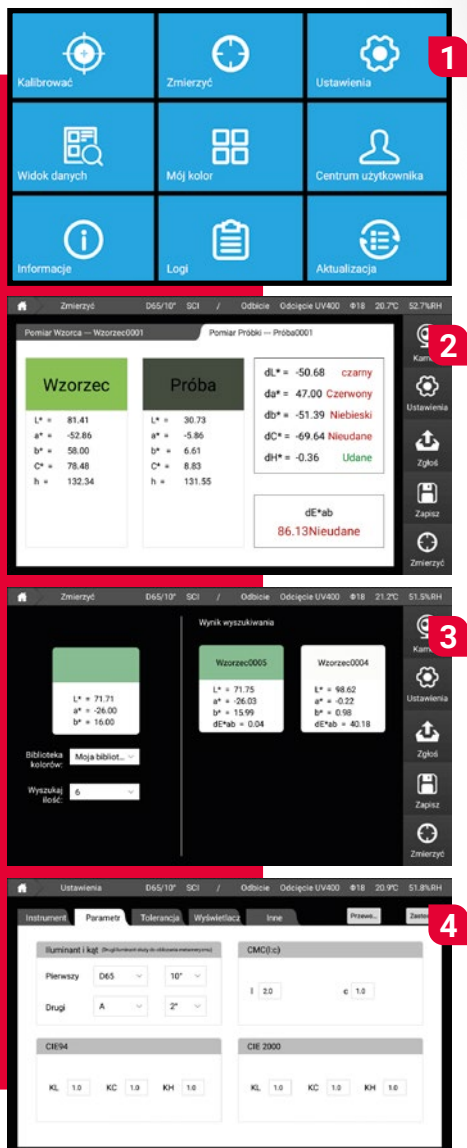 1
Kalibrować
Zmierzyć
Ustawienia
Widok danych
Mój kolor
Centrum użytkownika
Informacje
Logi
Aktualizacja
2
Zmierzyć D65/10° SCI / Odbicie Odcięcie UV400 Φ18 20.7°C 52.7%RH
Pomiar Wzorca — Wzorzec0001
Pomiar Próbki — Próba0001
Wzorzec
L* = 81.41
a* = -52.86
b* = 58.00
C* = 78.48
h = 132.34
Próba
L* = 30.73
a* = -5.86
b* = 6.61
C* = 8.83
h = 131.55
dL* = -50.68 czarny
da* = 47.00 Czerwony
db* = -51.39 Niebieski
dC* = -69.64 Nieudane
dH* = -0.36 Udane
dE*ab
86.13Nieudane
Kam
Ustawienia
Zgłoś
Zapisz
Zmierzyć
3
Zmierzyć D65/10° SCI / Odbicie Odcięcie UV400 Φ18 21.2°C 51.5%RH
L* = 71.71
a* = -26.00
b* = 16.00
Biblioteka kolorów: Moja bibliot...
Wyszukaj ilość: 6
Wynik wyszukiwania
Wzorzec0005
L* = 71.75
a* = -26.03
b* = 15.99
dE*ab = 0.04
Wzorzec0004
L* = 98.62
a* = -0.22
b* = 0.98
dE*ab = 40.18
Kam
Ustawienia
Zgłoś
Zapisz
Zmierzyć
4
Ustawienia D65/10° SCI / Odbicie Odcięcie UV400 Φ18 20.9°C 51.8%RH
Instrument Parametr Tolerancja Wyświetlacz Inne Przewo... Zastos
Iluminant i kąt
Pierwszy D65 10°
Drugi A 2°
CMC(l:c)
l 2.0 c 1.0
CIE94
KL 1.0 KC 1.0 KH 1.0
CIE 2000
KL 1.0 KC 1.0 KH 1.0